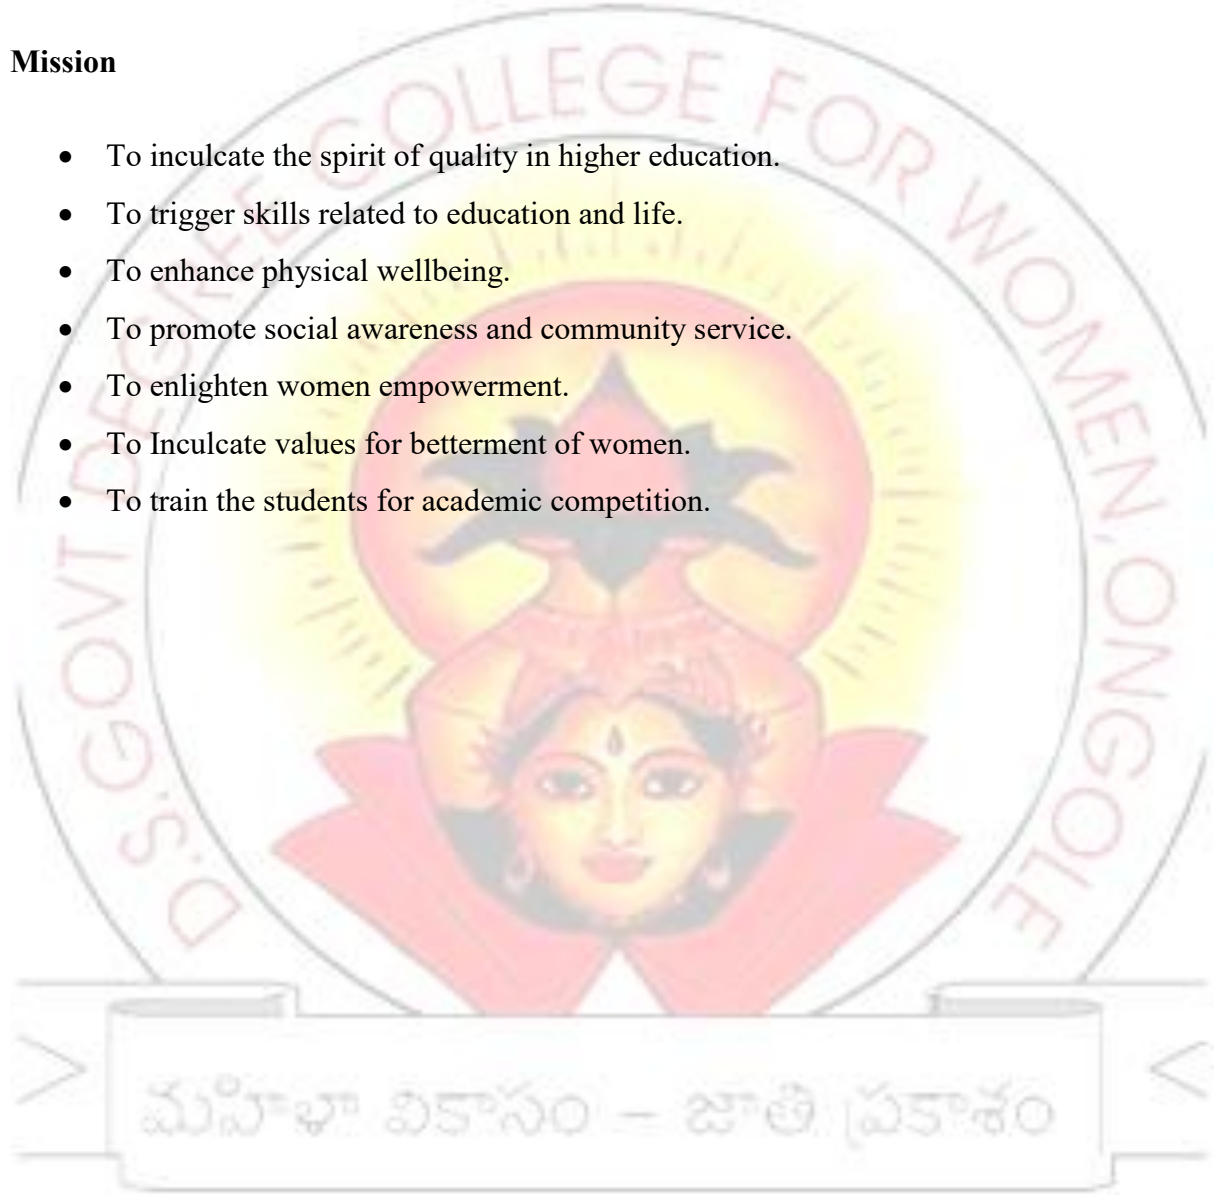 Mission
• To inculcate the spirit of quality in higher education.
• To trigger skills related to education and life.
• To enhance physical wellbeing.
• To promote social awareness and community service.
• To enlighten women empowerment.
• To Inculcate values for betterment of women.
• To train the students for academic competition.
D.S.GOVT DEGREE COLLEGE FOR WOMEN, ONGOLE
మహిళా వికాసం – జాతి ప్రకాశం